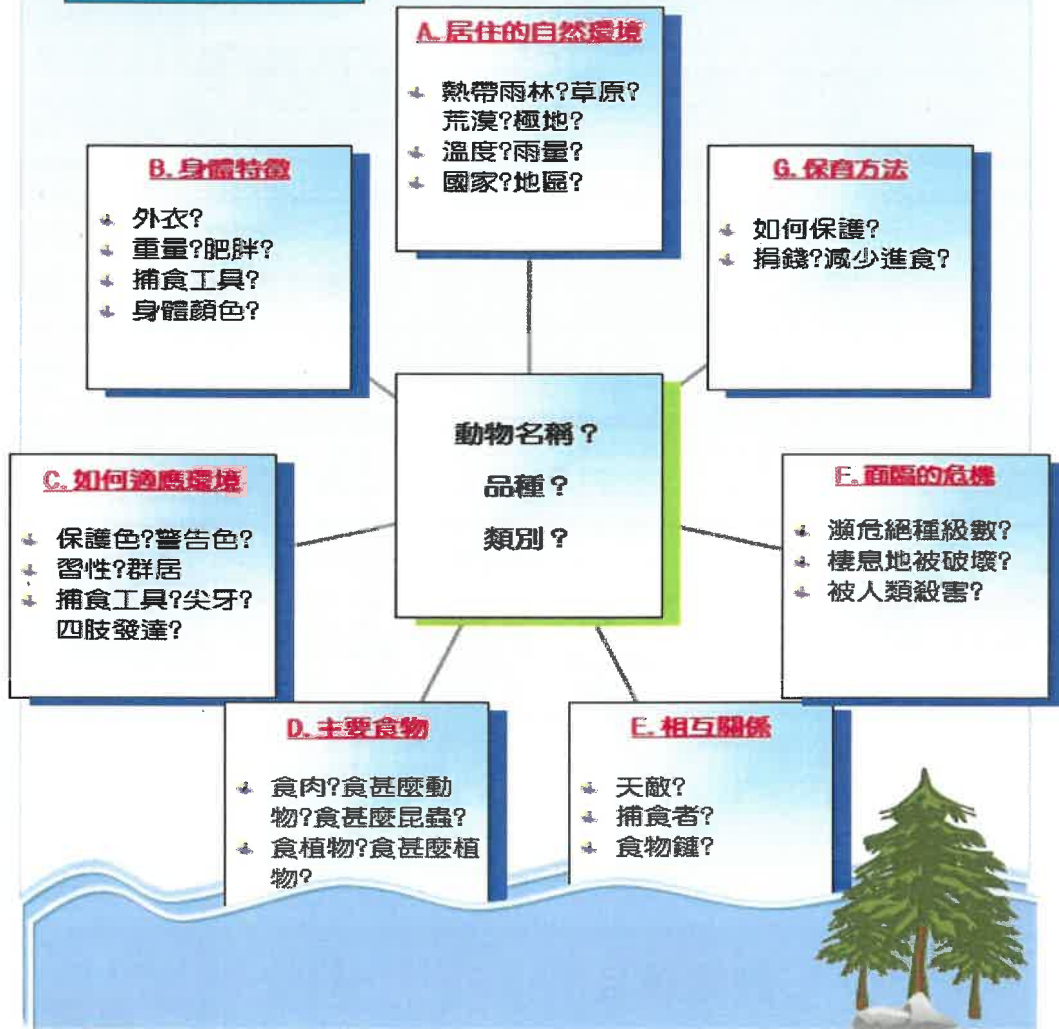 A. 居住的自然環境
熱帶雨林?草原?
荒漠?極地?
溫度?雨量?
國家?地區?
B. 身體特徵
外衣?
重量?肥胖?
捕食工具?
身體顏色?
G. 保育方法
如何保護?
捐錢?減少進食?
動物名稱?
品種?
類別?
C. 如何適應環境
保護色?警告色?
習性?群居
捕食工具?尖牙?
四肢發達?
F. 面臨的危機
瀕危絕種級數?
棲息地被破壞?
被人類殺害?
D. 主要食物
食肉?食甚麼動
物?食甚麼昆蟲?
食植物?食甚麼植
物?
E. 相互關係
天敵?
捕食者?
食物鏈?